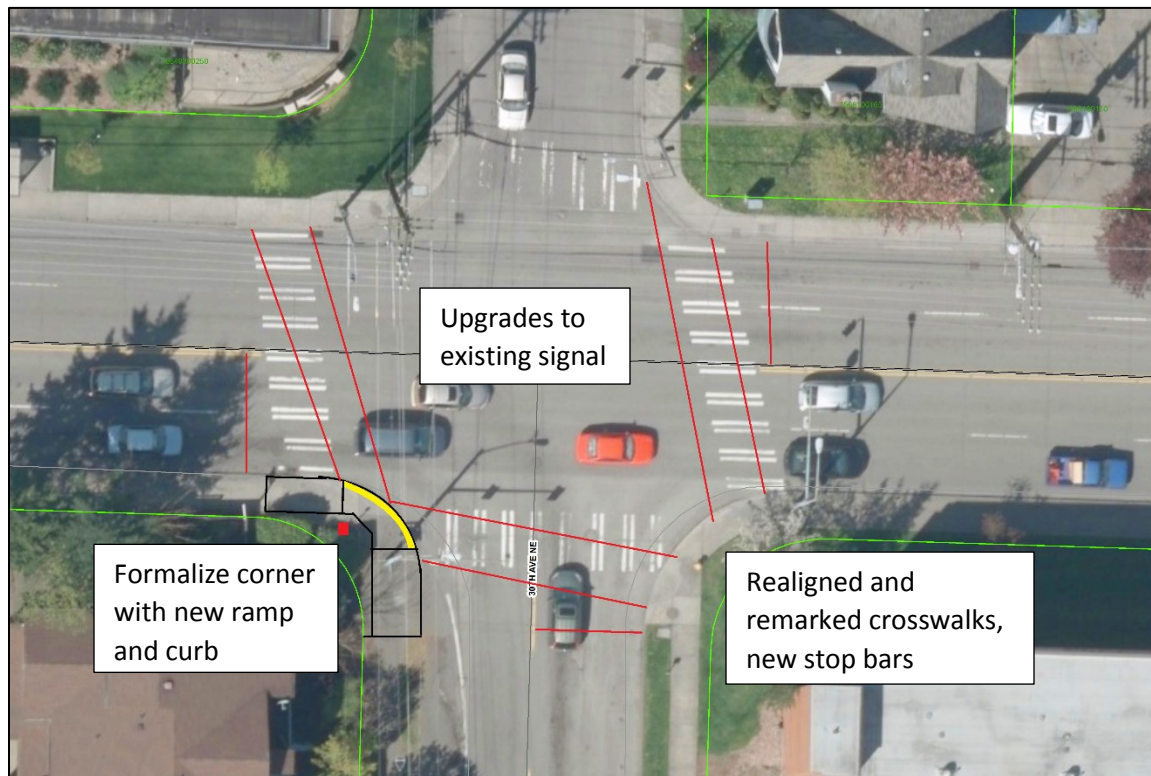 Upgrades to
existing signal
Formalize corner
with new ramp
and curb
30TH AVE NE
Realigned and
remarked crosswalks,
new stop bars